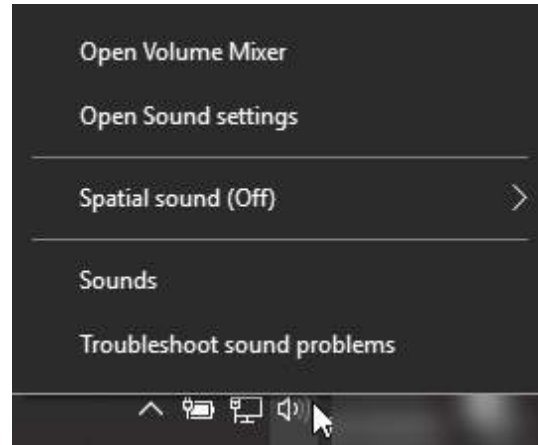 Open Volume Mixer
Open Sound settings
Spatial sound (Off)
Sounds
Troubleshoot sound problems